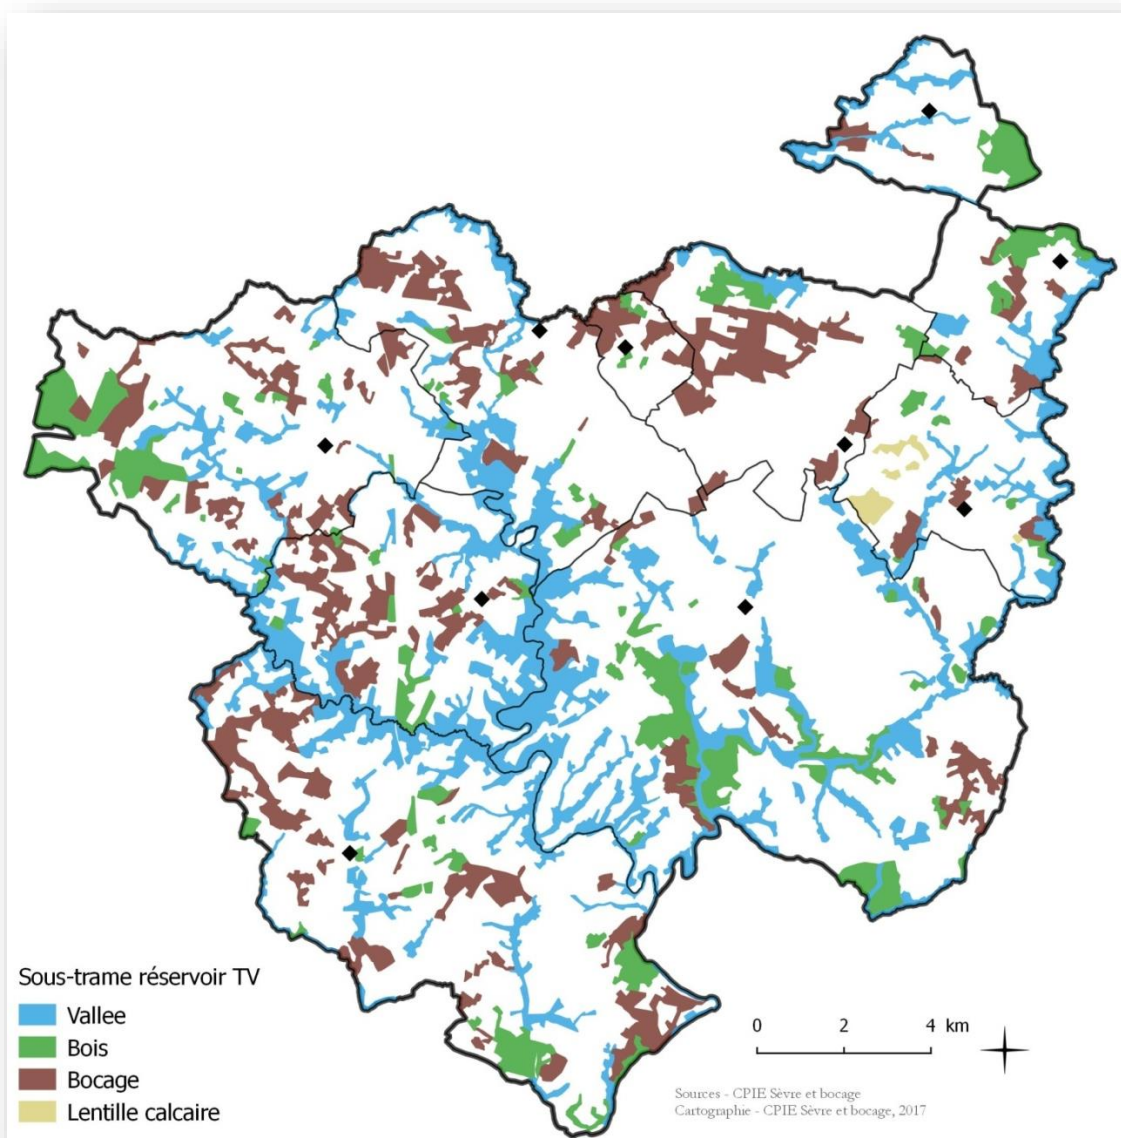 Sous-trame réservoir TV
Vallee
Bois
Bocage
Lentille calcaire
0 2 4 km
Sources - CPIE Sèvre et bocage
Cartographie - CPIE Sèvre et bocage, 2017